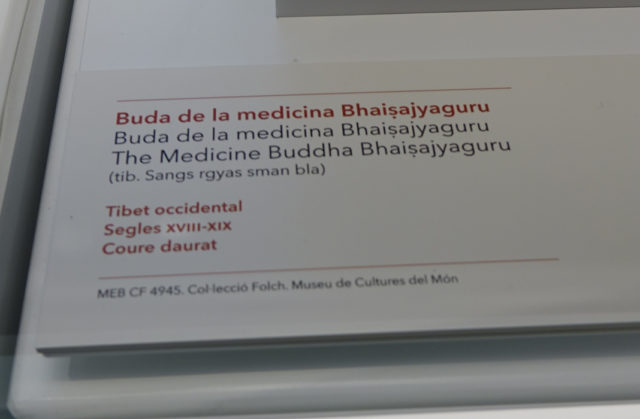 Buda de la medicina Bhaiṣajyaguru
Buda de la medicina Bhaiṣajyaguru
The Medicine Buddha Bhaiṣajyaguru
(tib. Sangs rgyas sman bla)
Tibet occidental
Segles XVIII-XIX
Coure daurat
MEB CF 4945. Col·lecció Folch. Museu de Cultures del Món